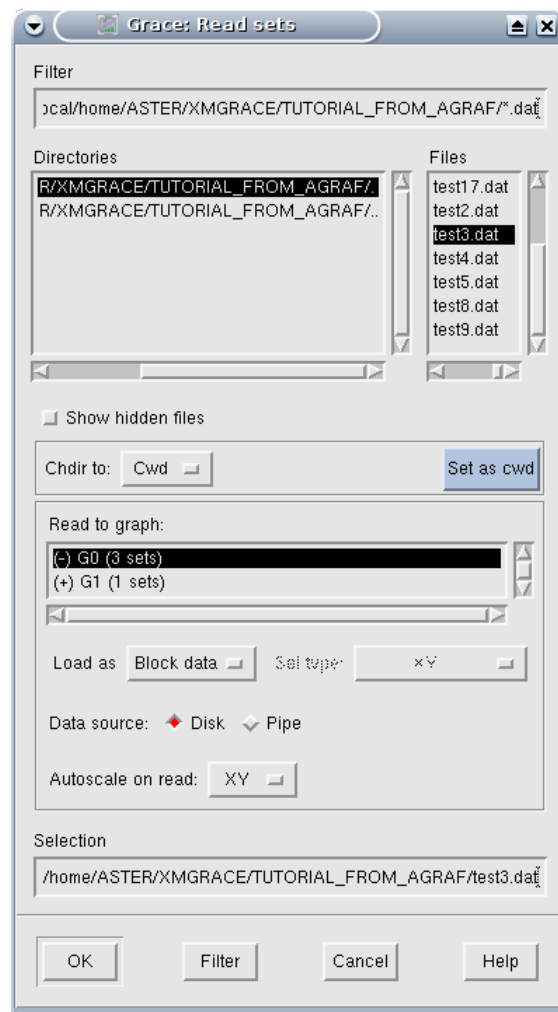 Grace: Read sets
Filter
ocal/home/ASTER/XMGRACE/TUTORIAL_FROM_AGRAF/*.dat
Directories Files
R/XMGRACE/TUTORIAL_FROM_AGRAF/. test17.dat
R/XMGRACE/TUTORIAL_FROM_AGRAF/.. test2.dat
test3.dat
test4.dat
test5.dat
test8.dat
test9.dat
Show hidden files
Chdir to: Cwd Set as cwd
Read to graph:
(-) G0 (3 sets)
(+) G1 (1 sets)
Load as Block data Set type: XY
Data source: Disk Pipe
Autoscale on read: XY
Selection
/home/ASTER/XMGRACE/TUTORIAL_FROM_AGRAF/test3.dat
OK Filter Cancel Help